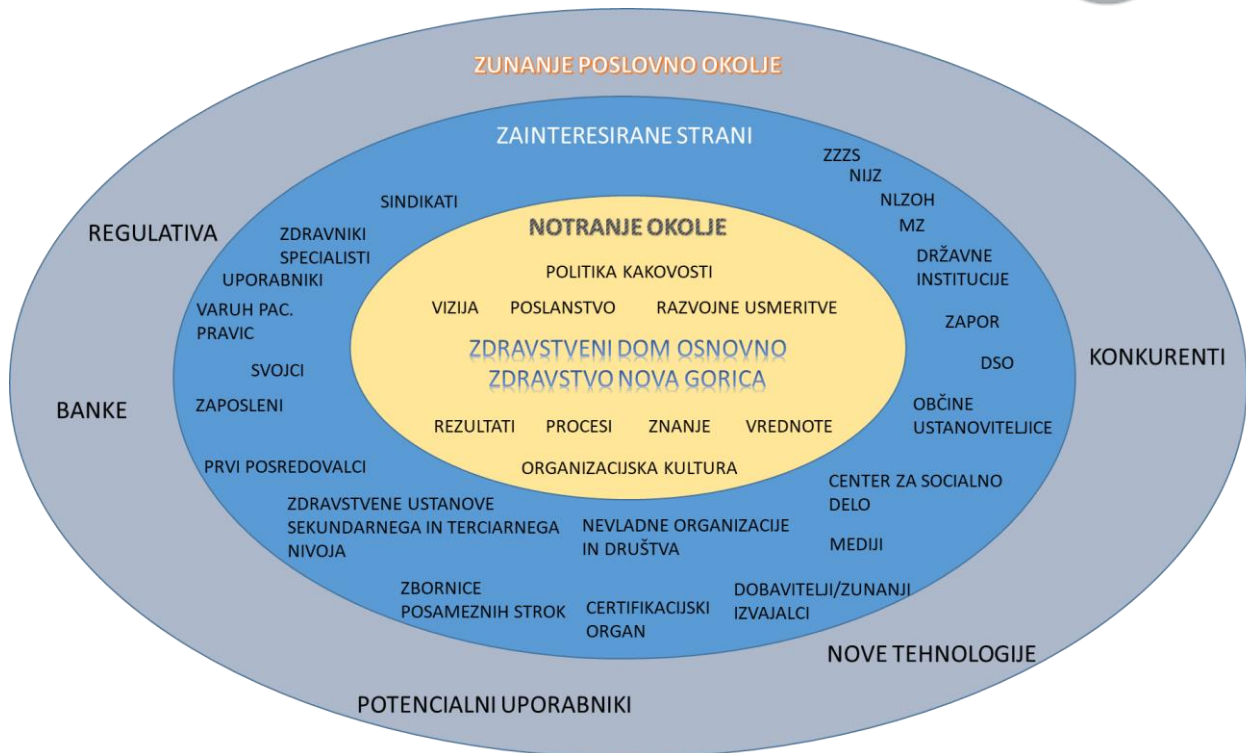 ZUNANJE POSLOVNO OKOLJE
ZAINTERESIRANE STRANI
ZZZS
NIJZ
NLZOH
MZ
DRŽAVNE
INSTITUCIJE
ZAPOR
DSO
OBČINE
USTANOVITELJICE
CENTER ZA SOCIALNO
DELO
MEDIJI
DOBAVITELJI/ZUNANJI
IZVAJALCI
SINDIKATI
ZDRAVNIKI
SPECIALISTI
UPORABNIKI
VARUH PAC.
PRAVIC
SVOJCI
ZAPOSLENI
PRVI POSREDOVALCI
ZDRAVSTVENE USTANOVE
SEKUNDARNEGA IN TERCIARNEGA
NIVOJA
NEVLADNE ORGANIZACIJE
IN DRUŠTVA
ZBORNICE
POSAMEZNIH STROK
CERTIFIKACIJSKI
ORGAN
NOTRANJE OKOLJE
POLITIKA KAKOVOSTI
VIZIJA POSLANSTVO RAZVOJNE USMERITVE
ZDRAVSTVENI DOM OSNOVNO
ZDRAVSTVO NOVA GORICA
REZULTATI PROCESI ZNANJE VREDNOTE
ORGANIZACIJSKA KULTURA
REGULATIVA
BANKE
KONKURENTI
NOVE TEHNOLOGIJE
POTENCIALNI UPORABNIKI